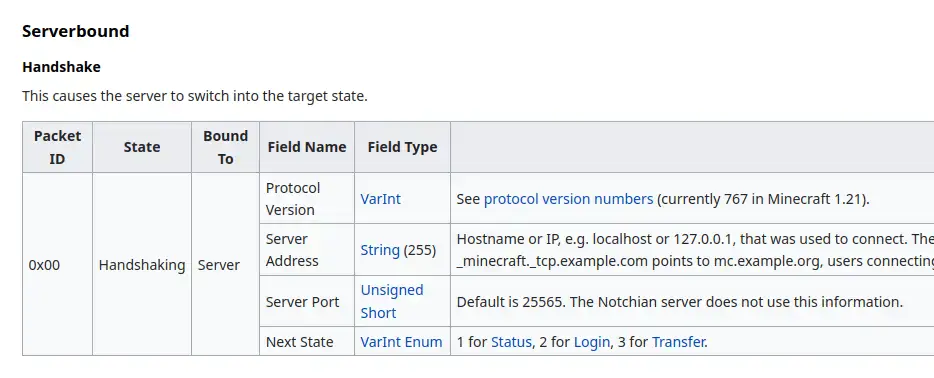 Serverbound
Handshake
This causes the server to switch into the target state.
Packet ID
State
Bound To
Field Name
Field Type
0x00
Handshaking
Server
Protocol Version
VarInt
See protocol version numbers (currently 767 in Minecraft 1.21).
Server Address
String (255)
Hostname or IP, e.g. localhost or 127.0.0.1, that was used to connect. The
_minecraft._tcp.example.com points to mc.example.org, users connecting
Server Port
Unsigned Short
Default is 25565. The Notchian server does not use this information.
Next State
VarInt Enum
1 for Status, 2 for Login, 3 for Transfer.